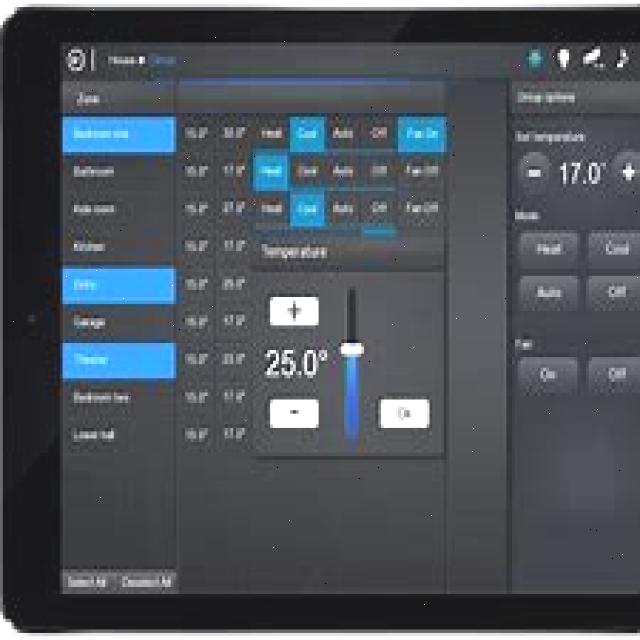 House
Zone
Group options
Bedroom one 15.0° 30.0° Heat Cool Auto Off Fan On
Set temperature
Bathroom 15.0° 17.0° Heat Cool Auto Off Fan Off
- 17.0° +
Kids room 15.0° 27.0° Heat Cool Auto Off Fan Off
Mode
Kitchen 15.0° 17.0° Temperature
Heat Cool
Entry 15.0° 25.0°
Auto Off
+
Garage 15.0° 17.0°
Fan
Theatre 15.0° 23.0° 25.0°
On Off
Bedroom two 15.0° 17.0°
- Ok
Lower hall 15.0° 17.0°
Select All Deselect All